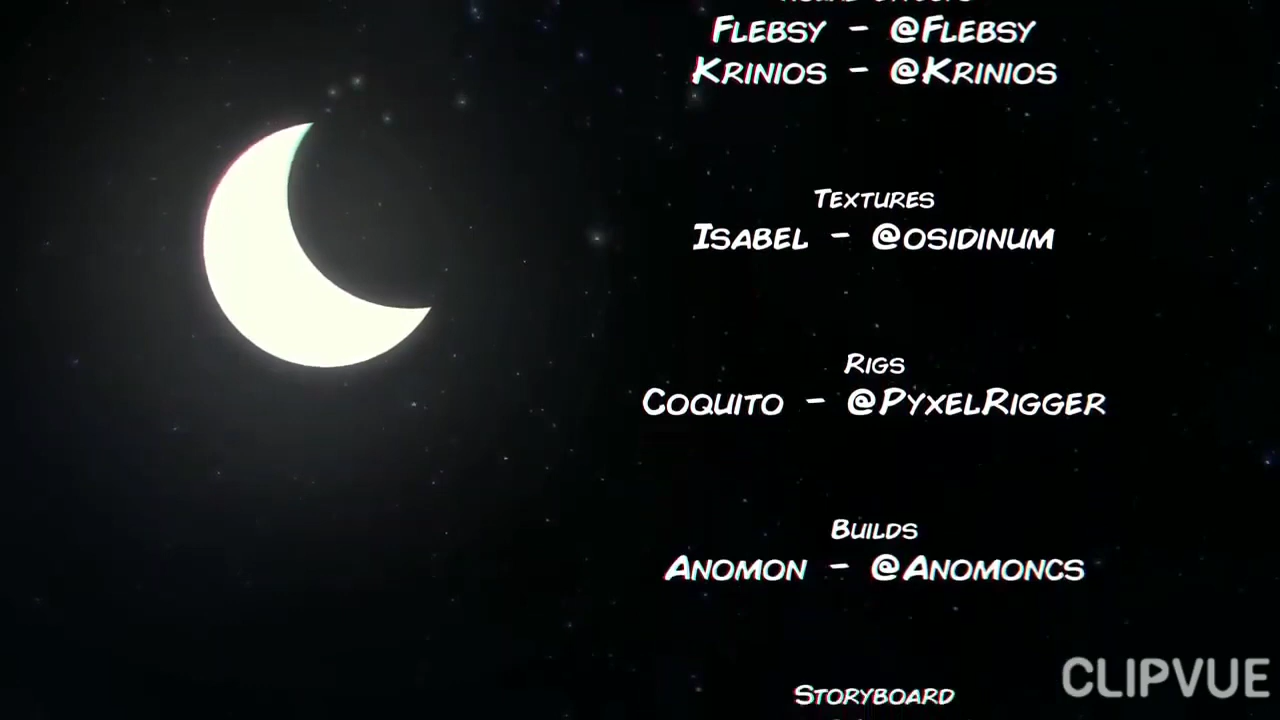 Flebsy - @Flebsy
Krinios - @Krinios
Textures
Isabel - @osidinum
Rigs
Coquito - @PyxelRigger
Builds
Anomon - @Anomoncs
Storyboard
CLIPVUE